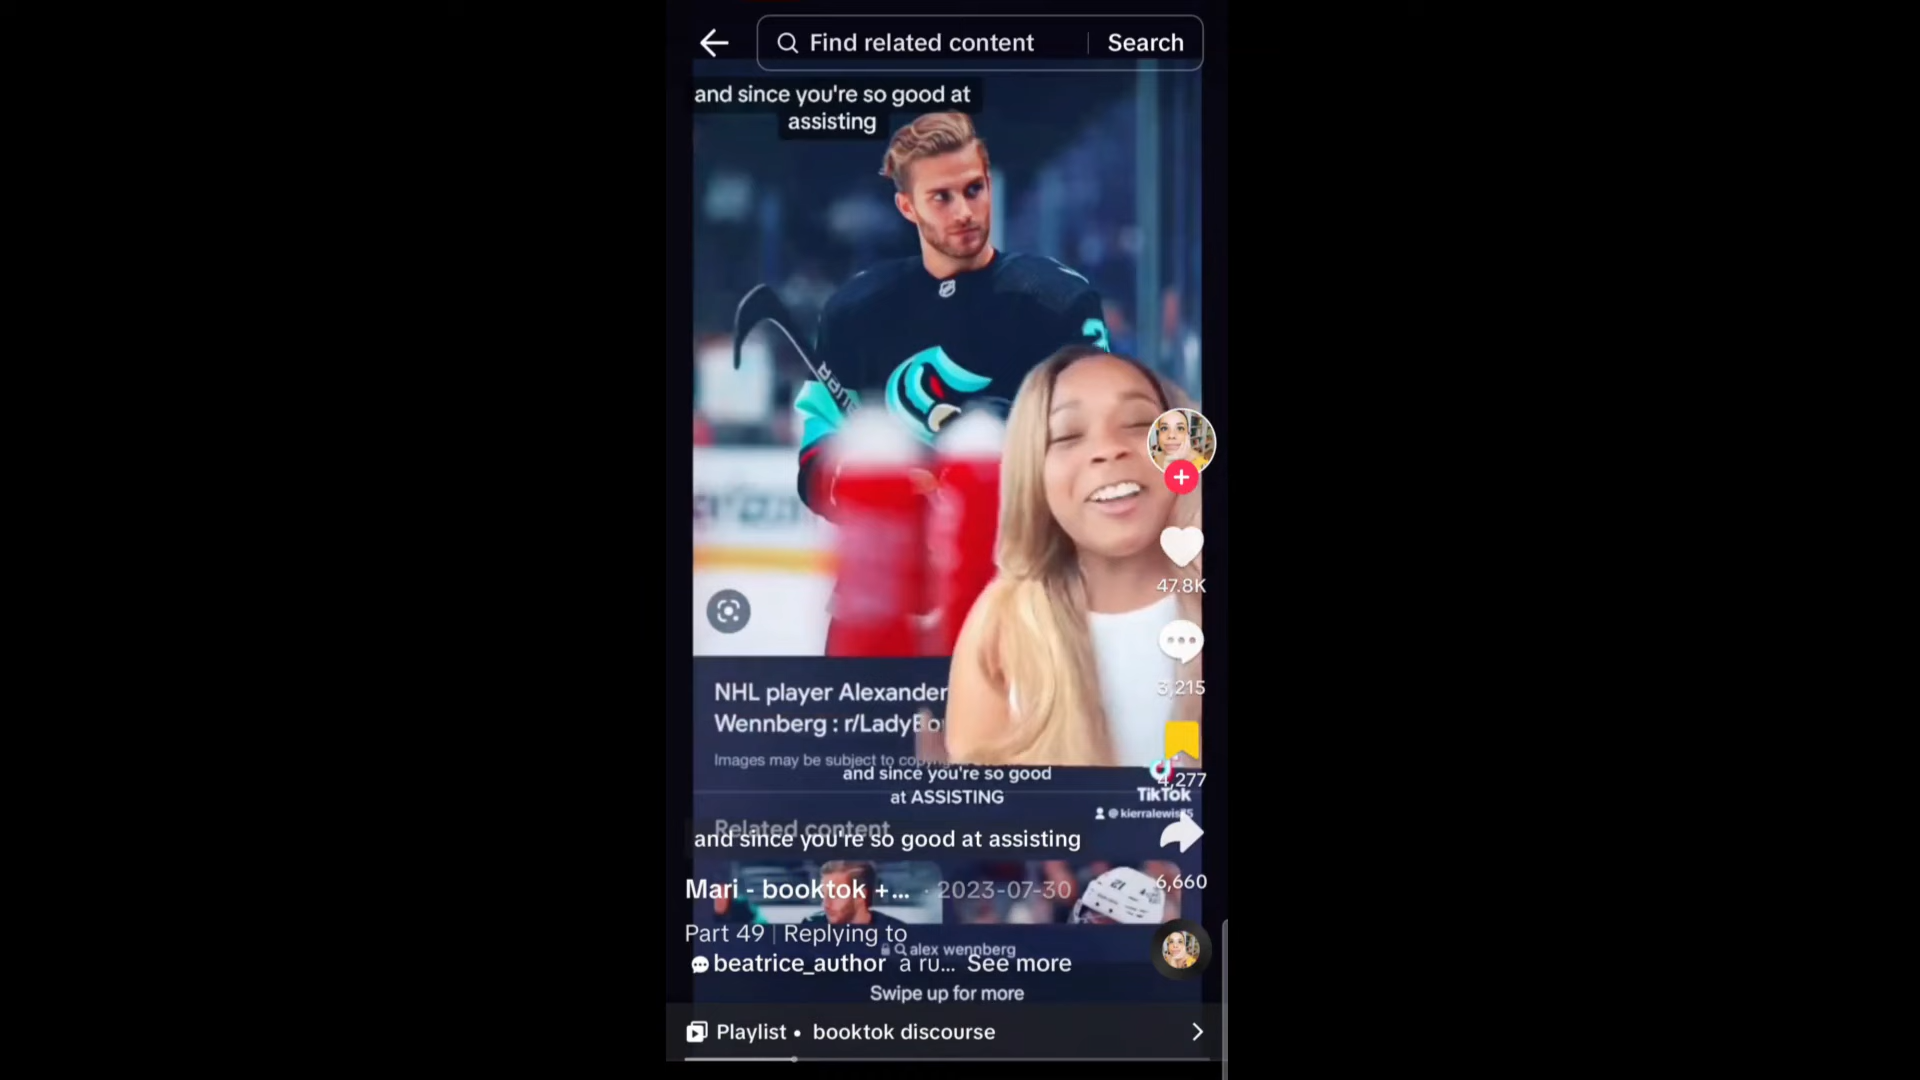 Find related content
Search
and since you're so good at
assisting
47.8K
3,215
NHL player Alexander
Wennberg : r/LadyBo
Images may be subject to
and since you're so good
at ASSISTING
4,277
TikTok
Related content
and since you're so good at assisting
6,660
Mari - booktok +... · 2023-07-30
Part 49 | Replying to
alex wennberg
beatrice_author a ru... See more
Swipe up for more
Playlist • booktok discourse